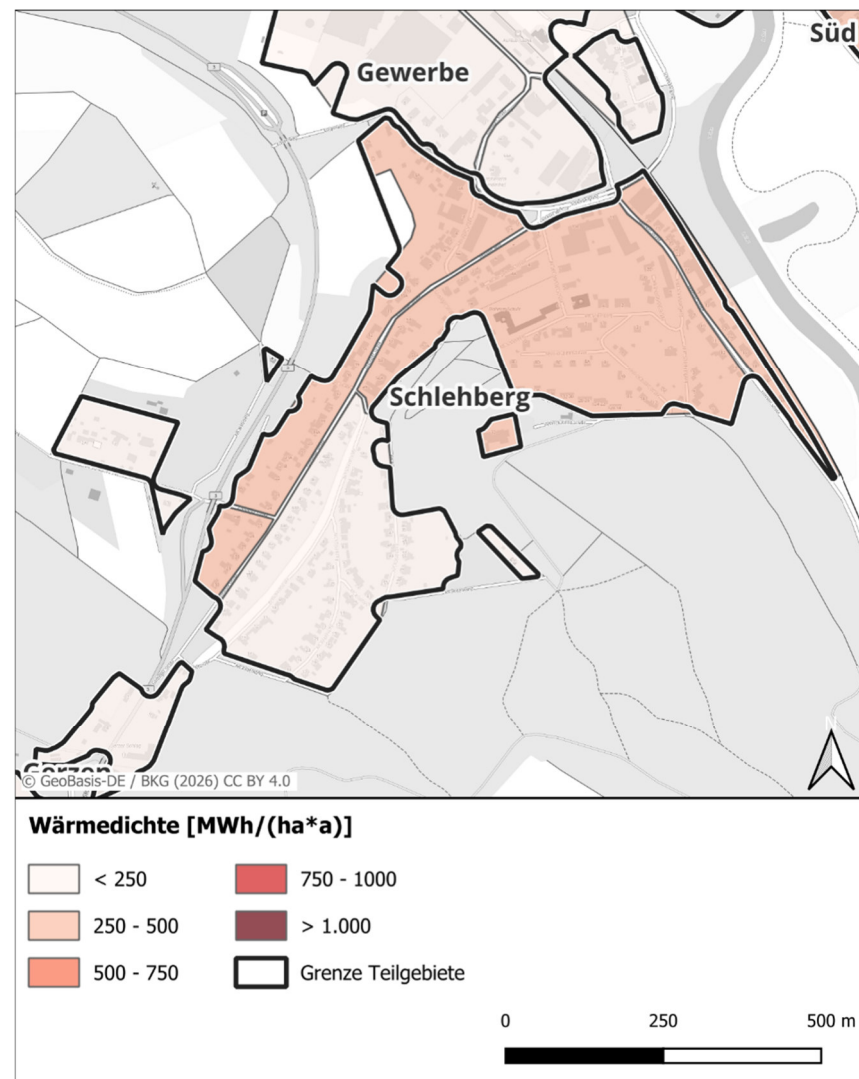 Süd
Gewerbe
Schlehberg
Gerzen
N
© GeoBasis-DE / BKG (2026) CC BY 4.0
Wärmedichte [MWh/(ha*a)]
< 250
250 - 500
500 - 750
750 - 1000
> 1.000
Grenze Teilgebiete
0 250 500 m